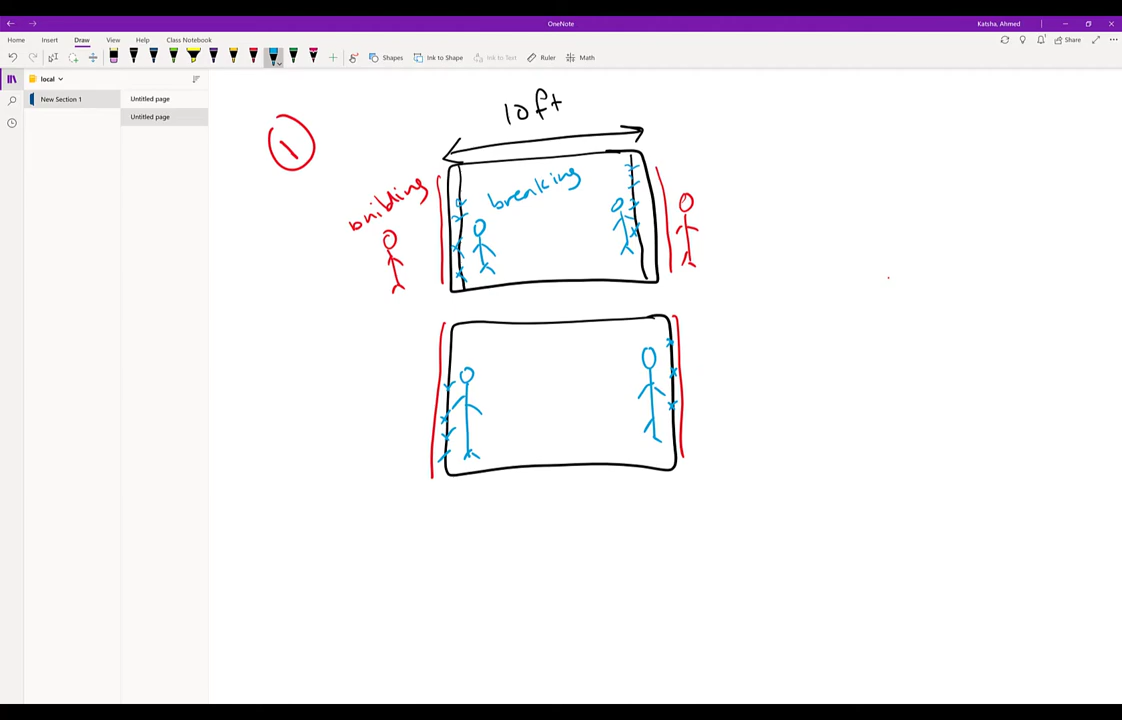 OneNote
Katsha, Ahmed
Home Insert Draw View Help Class Notebook
Share
Shapes Ink to Shape Ink to Text Ruler Math
local
New Section 1
Untitled page
Untitled page
1
10ft
building
breaking